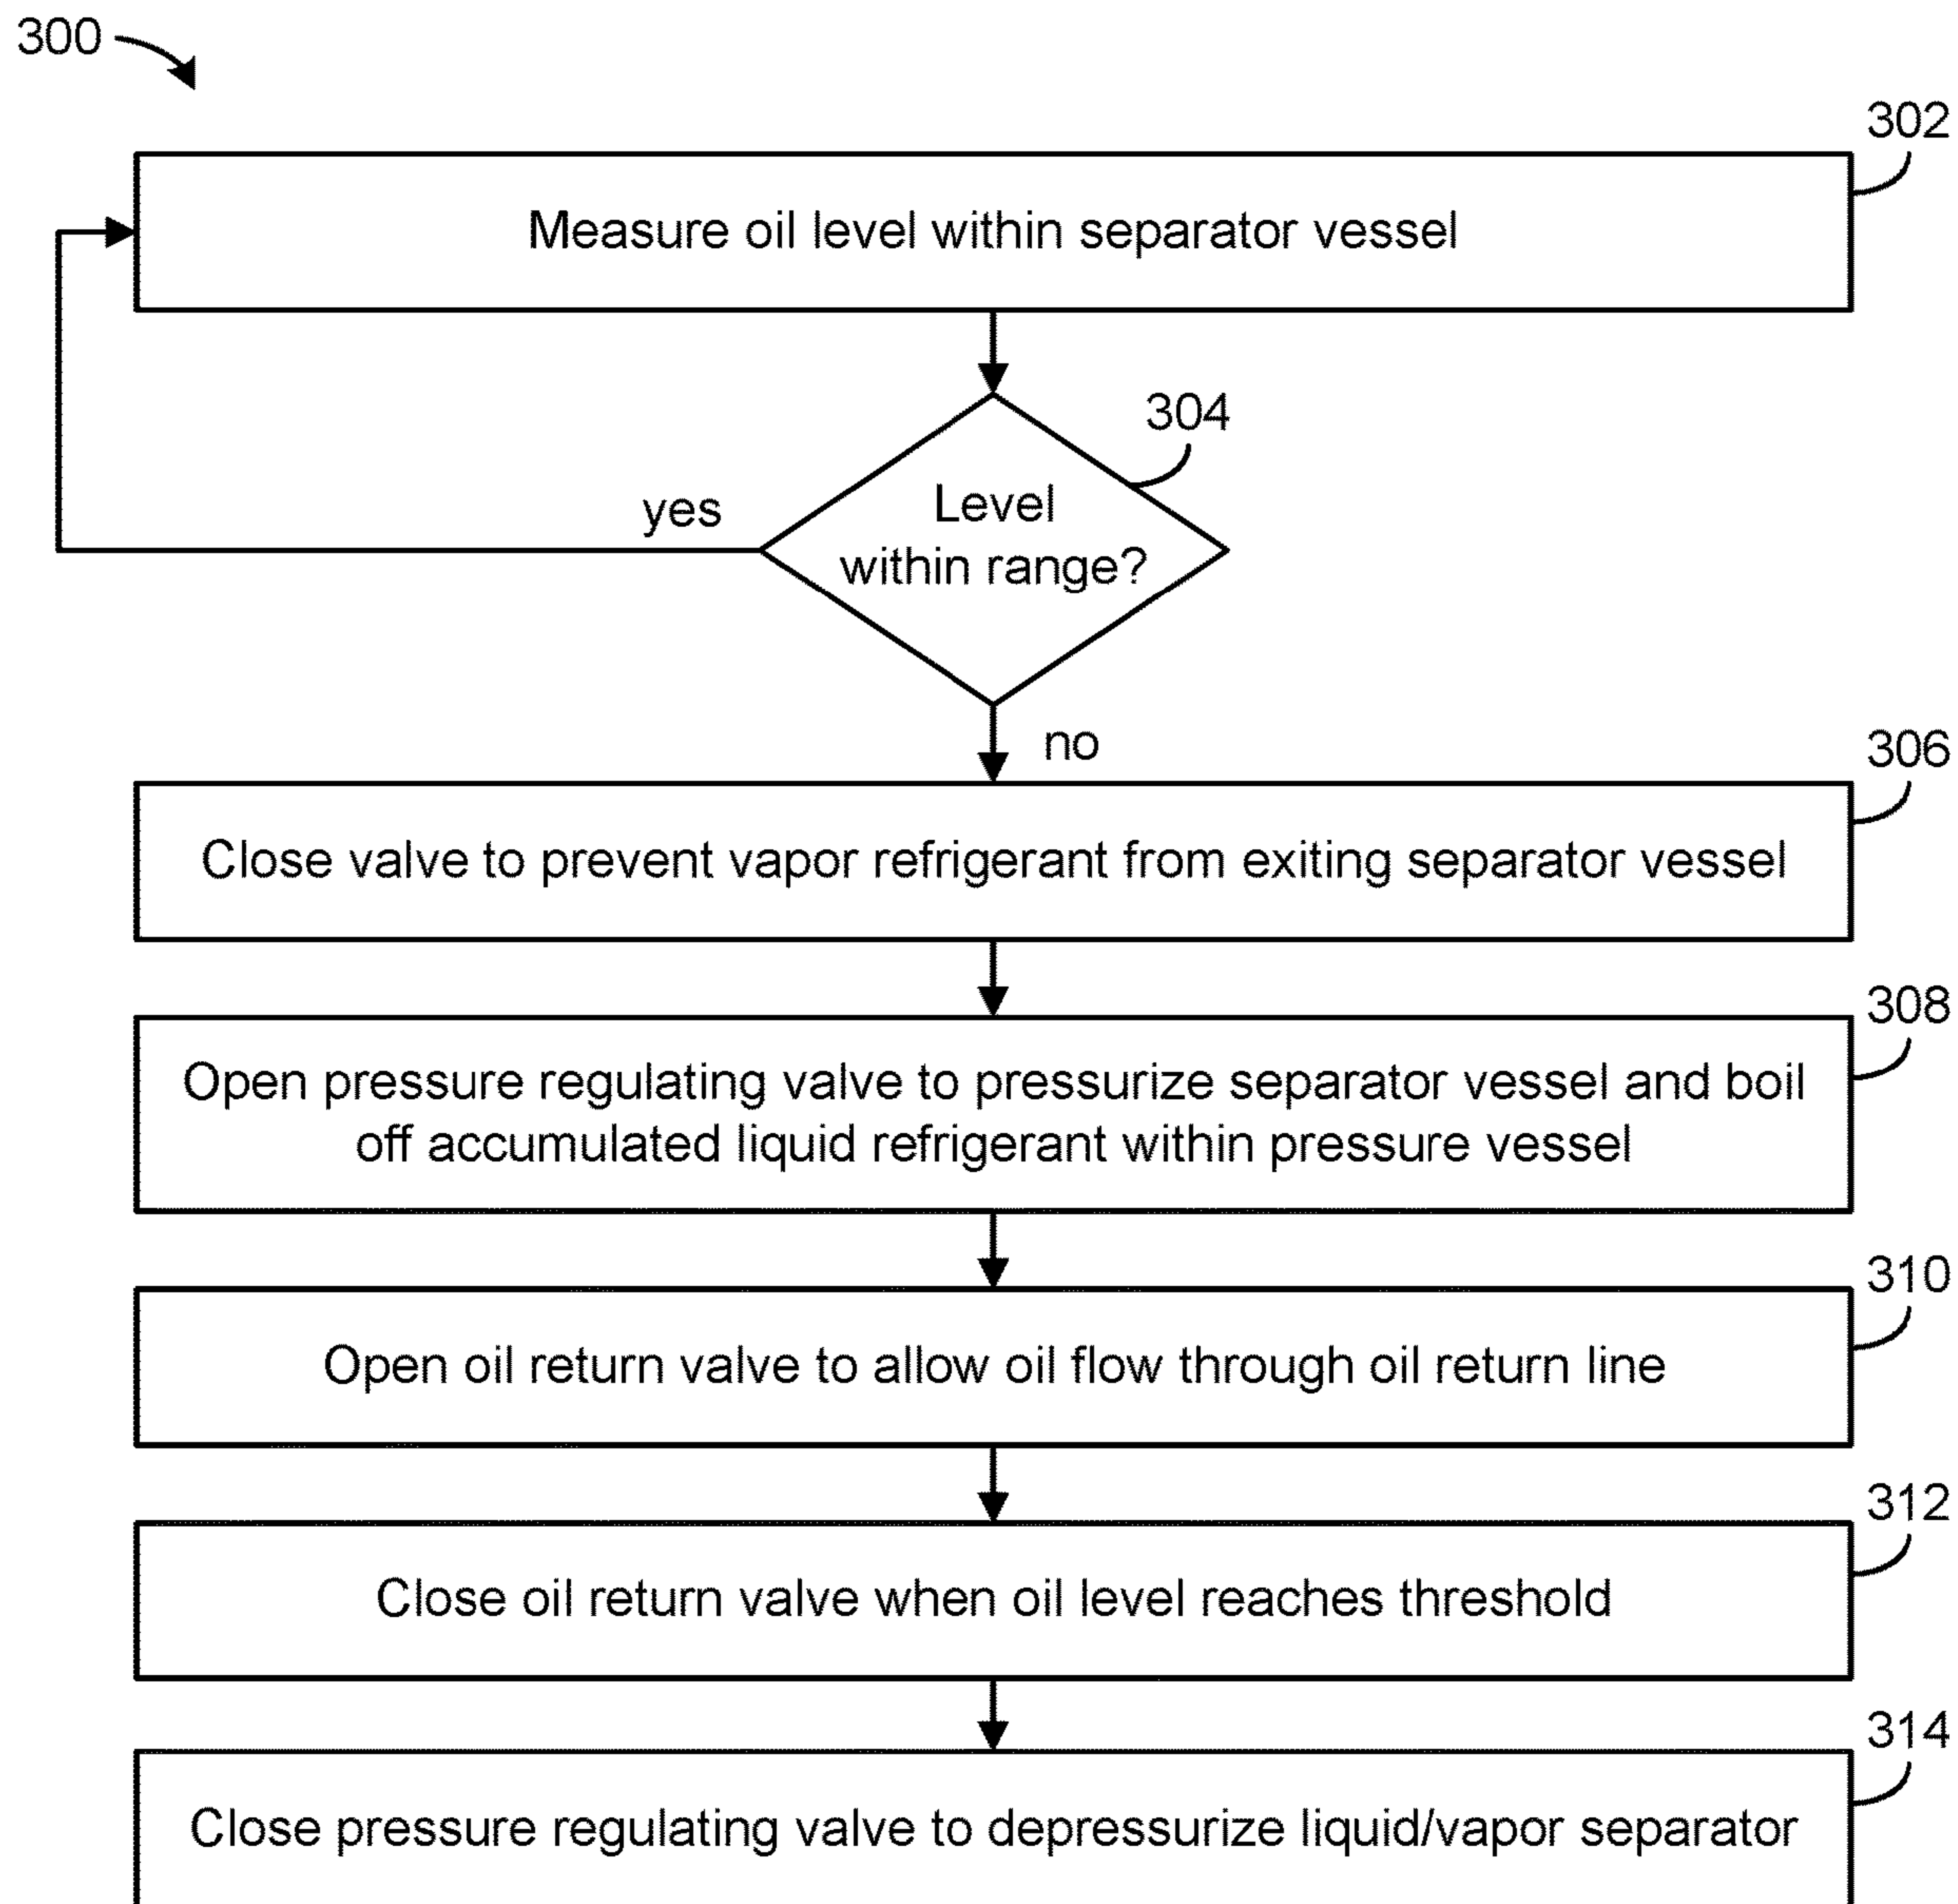 300
302
Measure oil level within separator vessel
304
yes
Level
within range?
no
306
Close valve to prevent vapor refrigerant from exiting separator vessel
308
Open pressure regulating valve to pressurize separator vessel and boil
off accumulated liquid refrigerant within pressure vessel
310
Open oil return valve to allow oil flow through oil return line
312
Close oil return valve when oil level reaches threshold
314
Close pressure regulating valve to depressurize liquid/vapor separator